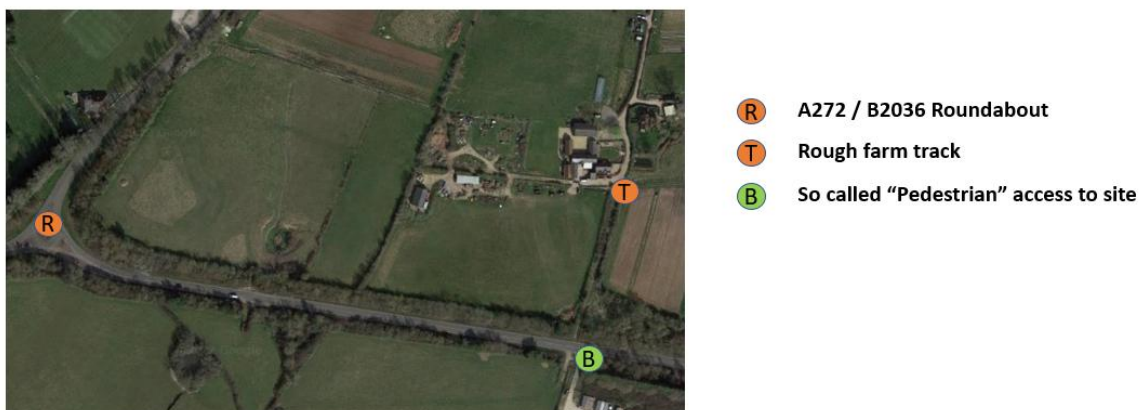 R
T
B
R A272 / B2036 Roundabout
T Rough farm track
B So called “Pedestrian” access to site